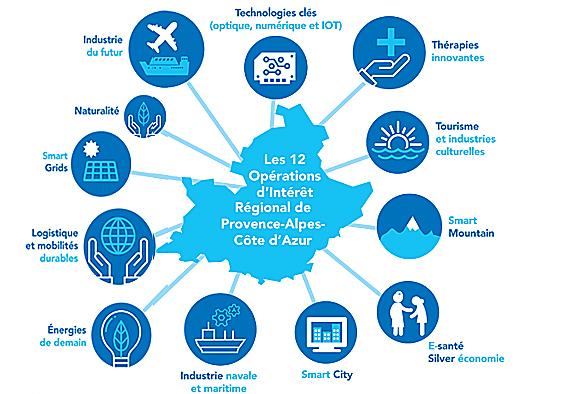 Technologies clés
(optique, numérique et IOT)
Industrie
du futur
Thérapies
innovantes
Naturalité
Tourisme
et industries
culturelles
Smart
Grids
Les 12
Opérations
d'Intérêt
Régional de
Provence-Alpes-
Côte d'Azur
Smart
Mountain
Logistique
et mobilités
durables
Énergies
de demain
E-santé
Silver économie
Industrie navale
et maritime
Smart City